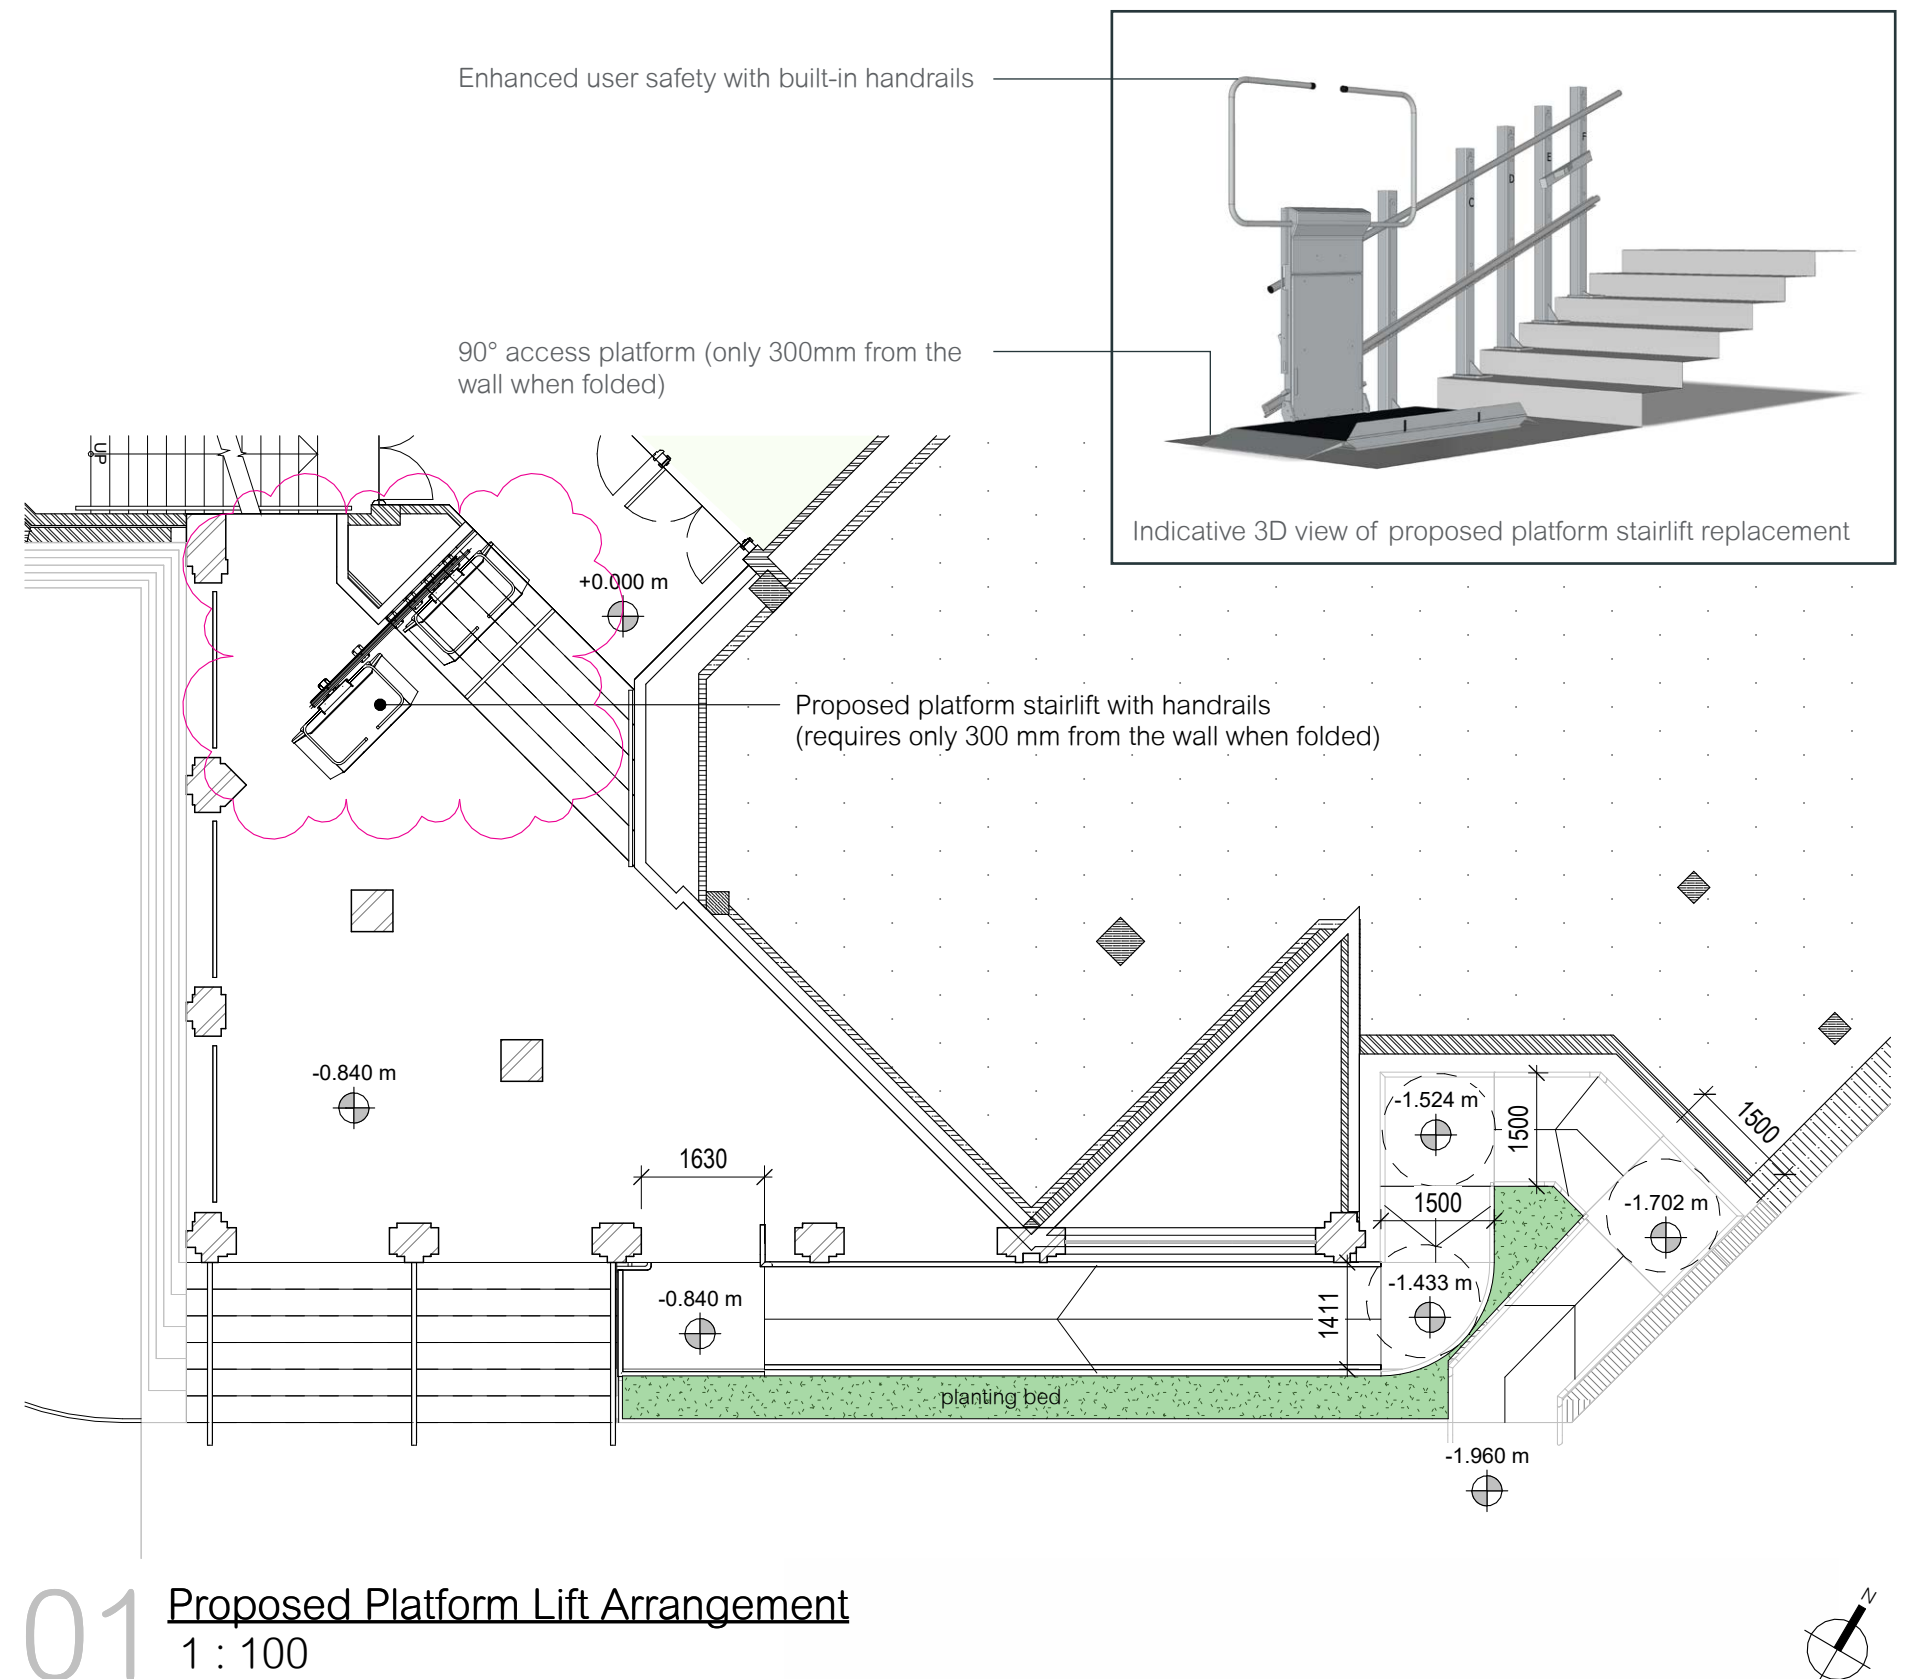 Enhanced user safety with built-in handrails
90° access platform (only 300mm from the
wall when folded)
C
D
E
F
Indicative 3D view of proposed platform stairlift replacement
UP
+0.000 m
Proposed platform stairlift with handrails
(requires only 300 mm from the wall when folded)
-0.840 m
1630
-0.840 m
-1.524 m
1500
1500
1500
-1.702 m
-1.433 m
1411
planting bed
-1.960 m
01
Proposed Platform Lift Arrangement
1 : 100
N